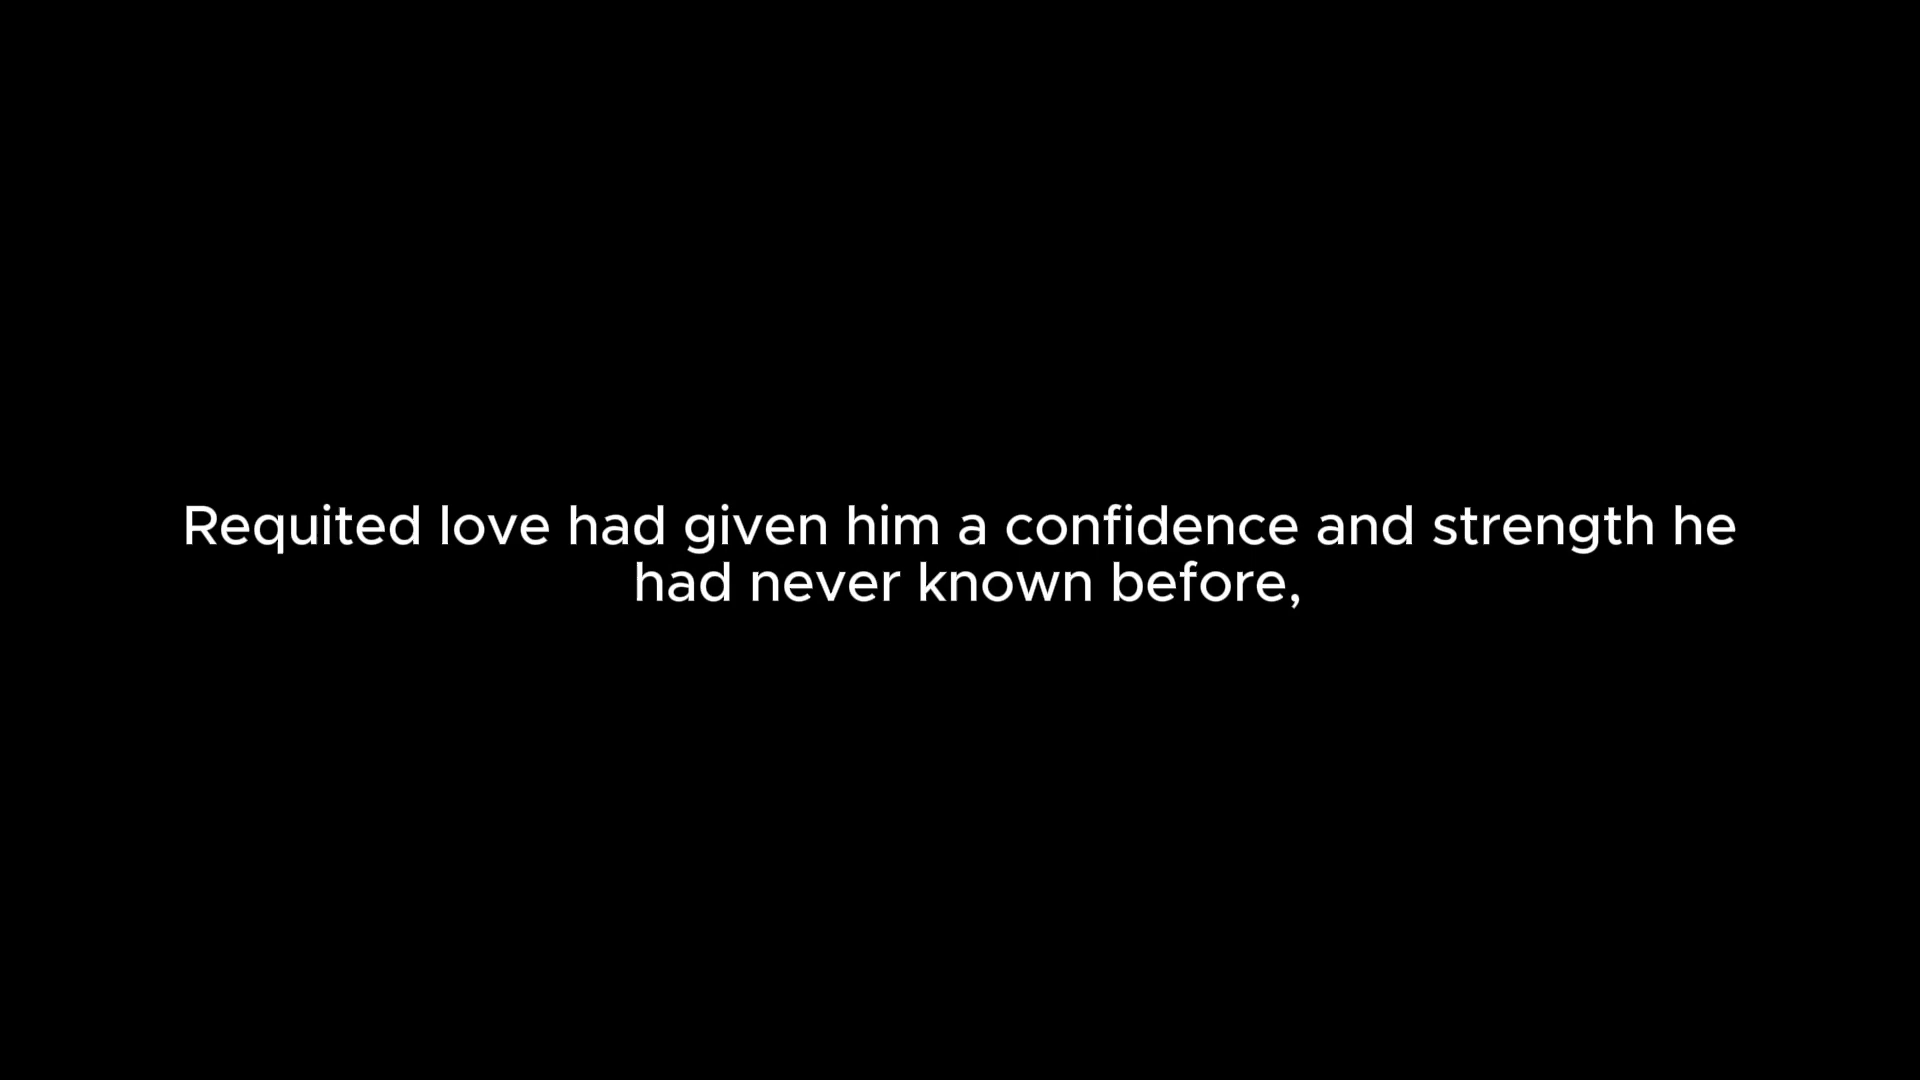 Requited love had given him a confidence and strength he
had never known before,